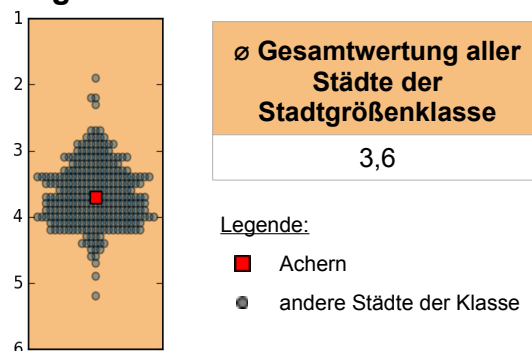 1
2
3
4
5
6
⌀ Gesamtwertung aller
Städte der
Stadtgrößenklasse
3,6
Legende:
Achern
andere Städte der Klasse